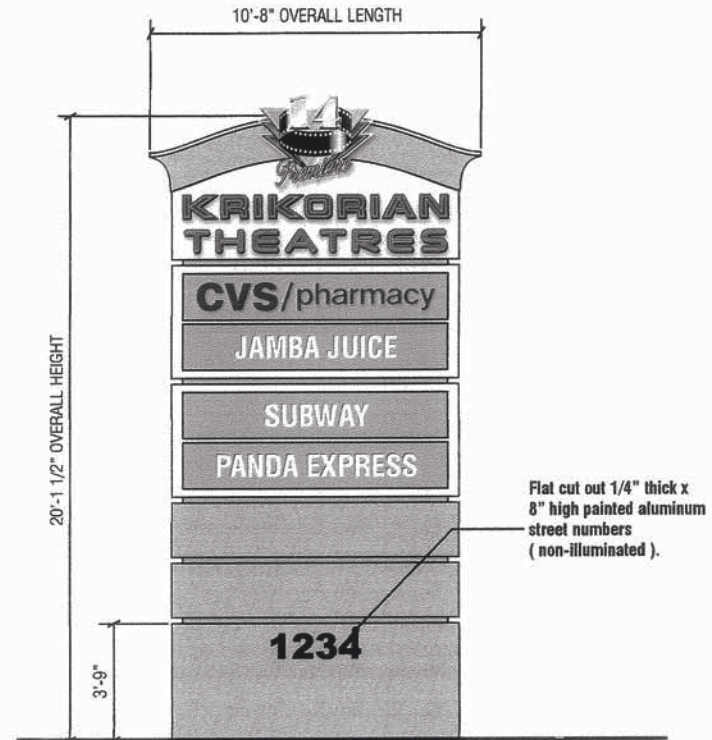 10'-8" OVERALL LENGTH
14
Premiere
KRIKORIAN
THEATRES
CVS/pharmacy
JAMBA JUICE
SUBWAY
PANDA EXPRESS
20'-1 1/2" OVERALL HEIGHT
Flat cut out 1/4" thick x
8" high painted aluminum
street numbers
( non-illuminated ).
1234
3'-9"